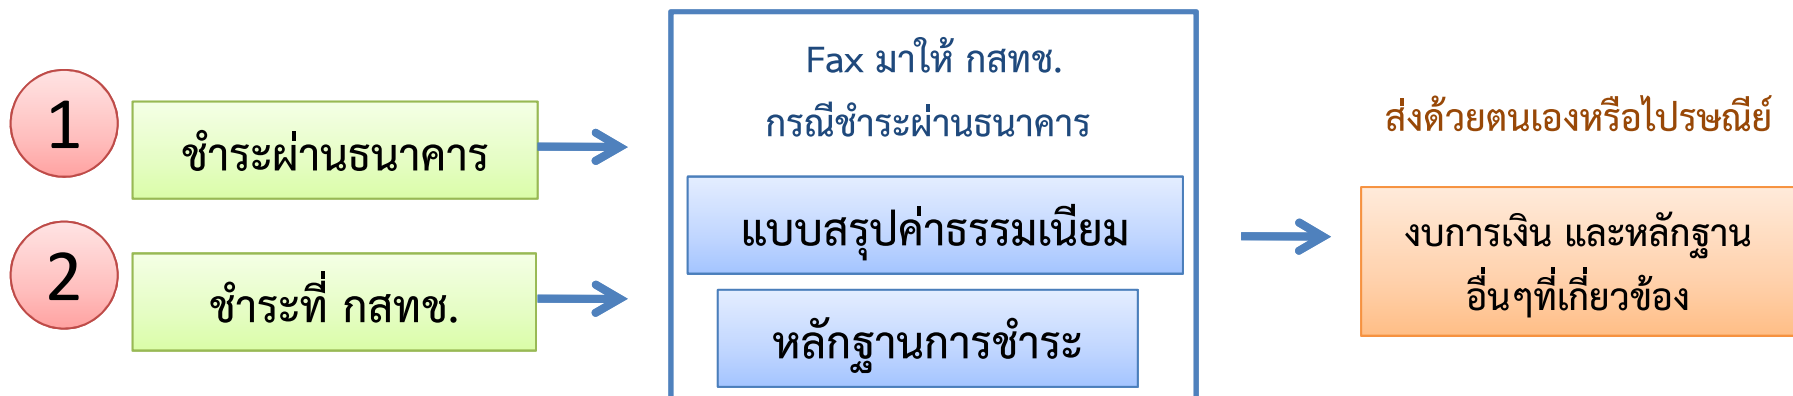 1
ชำระผ่านธนาคาร
2
ชำระที่ กสทช.
Fax มาให้ กสทช.
กรณีชำระผ่านธนาคาร
แบบสรุปค่าธรรมเนียม
หลักฐานการชำระ
ส่งด้วยตนเองหรือไปรษณีย์
งบการเงิน และหลักฐาน
อื่นๆที่เกี่ยวข้อง